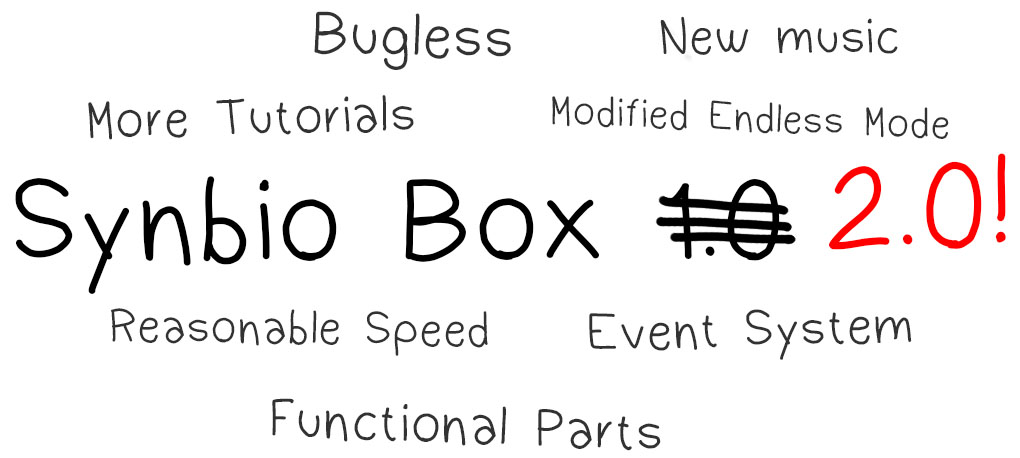 Bugless
New music
More Tutorials
Modified Endless Mode
Synbio Box 1.0 2.0!
Reasonable Speed
Event System
Functional Parts